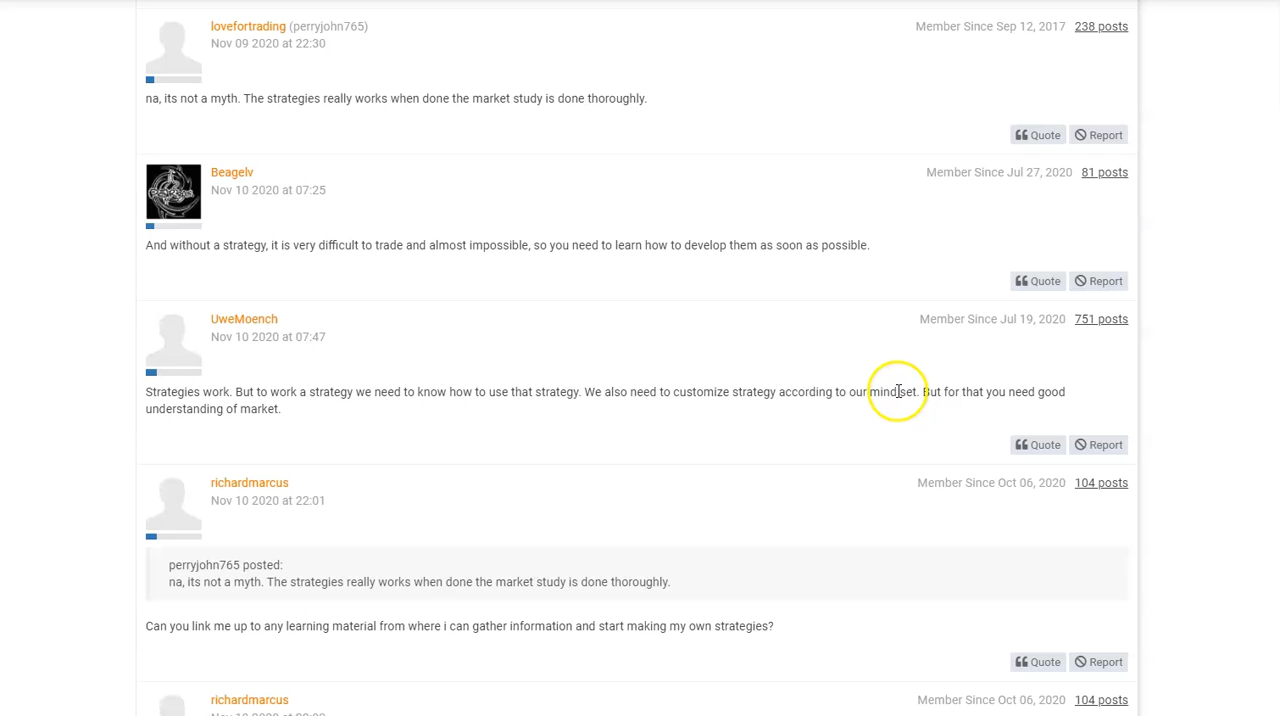 lovefortrading (perryjohn765)
Member Since Sep 12, 2017 238 posts
Nov 09 2020 at 22:30
na, its not a myth. The strategies really works when done the market study is done thoroughly.
Quote Report
Beagelv
Member Since Jul 27, 2020 81 posts
Nov 10 2020 at 07:25
And without a strategy, it is very difficult to trade and almost impossible, so you need to learn how to develop them as soon as possible.
Quote Report
UweMoench
Member Since Jul 19, 2020 751 posts
Nov 10 2020 at 07:47
Strategies work. But to work a strategy we need to know how to use that strategy. We also need to customize strategy according to our mindset. But for that you need good
understanding of market.
Quote Report
richardmarcus
Member Since Oct 06, 2020 104 posts
Nov 10 2020 at 22:01
perryjohn765 posted:
na, its not a myth. The strategies really works when done the market study is done thoroughly.
Can you link me up to any learning material from where i can gather information and start making my own strategies?
Quote Report
richardmarcus
Member Since Oct 06, 2020 104 posts